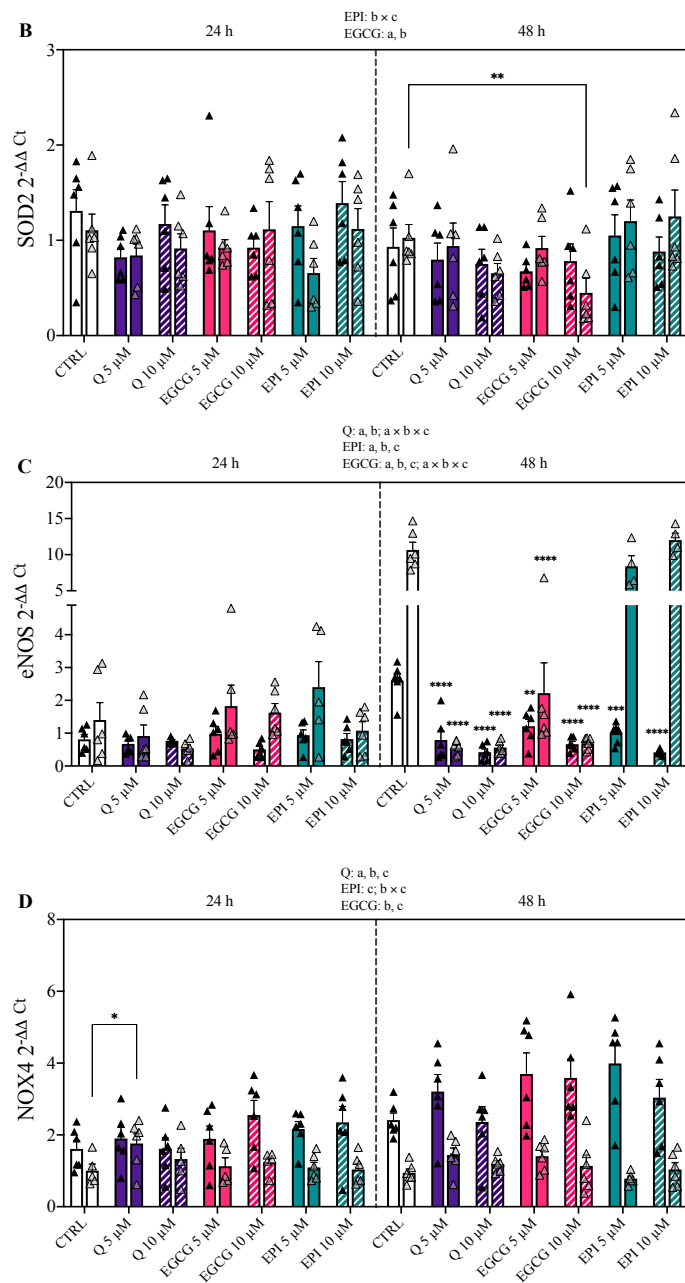 B
EPI: b × c
EGCG: a, b
24 h
48 h
SOD2 2-ΔΔ Ct
3
2
1
0
**
CTRL
Q 5 µM
Q 10 µM
EGCG 5 µM
EGCG 10 µM
EPI 5 µM
EPI 10 µM
CTRL
Q 5 µM
Q 10 µM
EGCG 5 µM
EGCG 10 µM
EPI 5 µM
EPI 10 µM
Q: a, b; a × b × c
EPI: a, b, c
EGCG: a, b, c; a × b × c
C
24 h
48 h
eNOS 2-ΔΔ Ct
20
15
10
5
4
3
2
1
0
****
****
****
****
**
****
****
****
***
****
CTRL
Q 5 µM
Q 10 µM
EGCG 5 µM
EGCG 10 µM
EPI 5 µM
EPI 10 µM
CTRL
Q 5 µM
Q 10 µM
EGCG 5 µM
EGCG 10 µM
EPI 5 µM
EPI 10 µM
Q: a, b, c
EPI: c; b × c
EGCG: b, c
D
24 h
48 h
NOX4 2-ΔΔ Ct
8
6
4
2
0
*
CTRL
Q 5 µM
Q 10 µM
EGCG 5 µM
EGCG 10 µM
EPI 5 µM
EPI 10 µM
CTRL
Q 5 µM
Q 10 µM
EGCG 5 µM
EGCG 10 µM
EPI 5 µM
EPI 10 µM